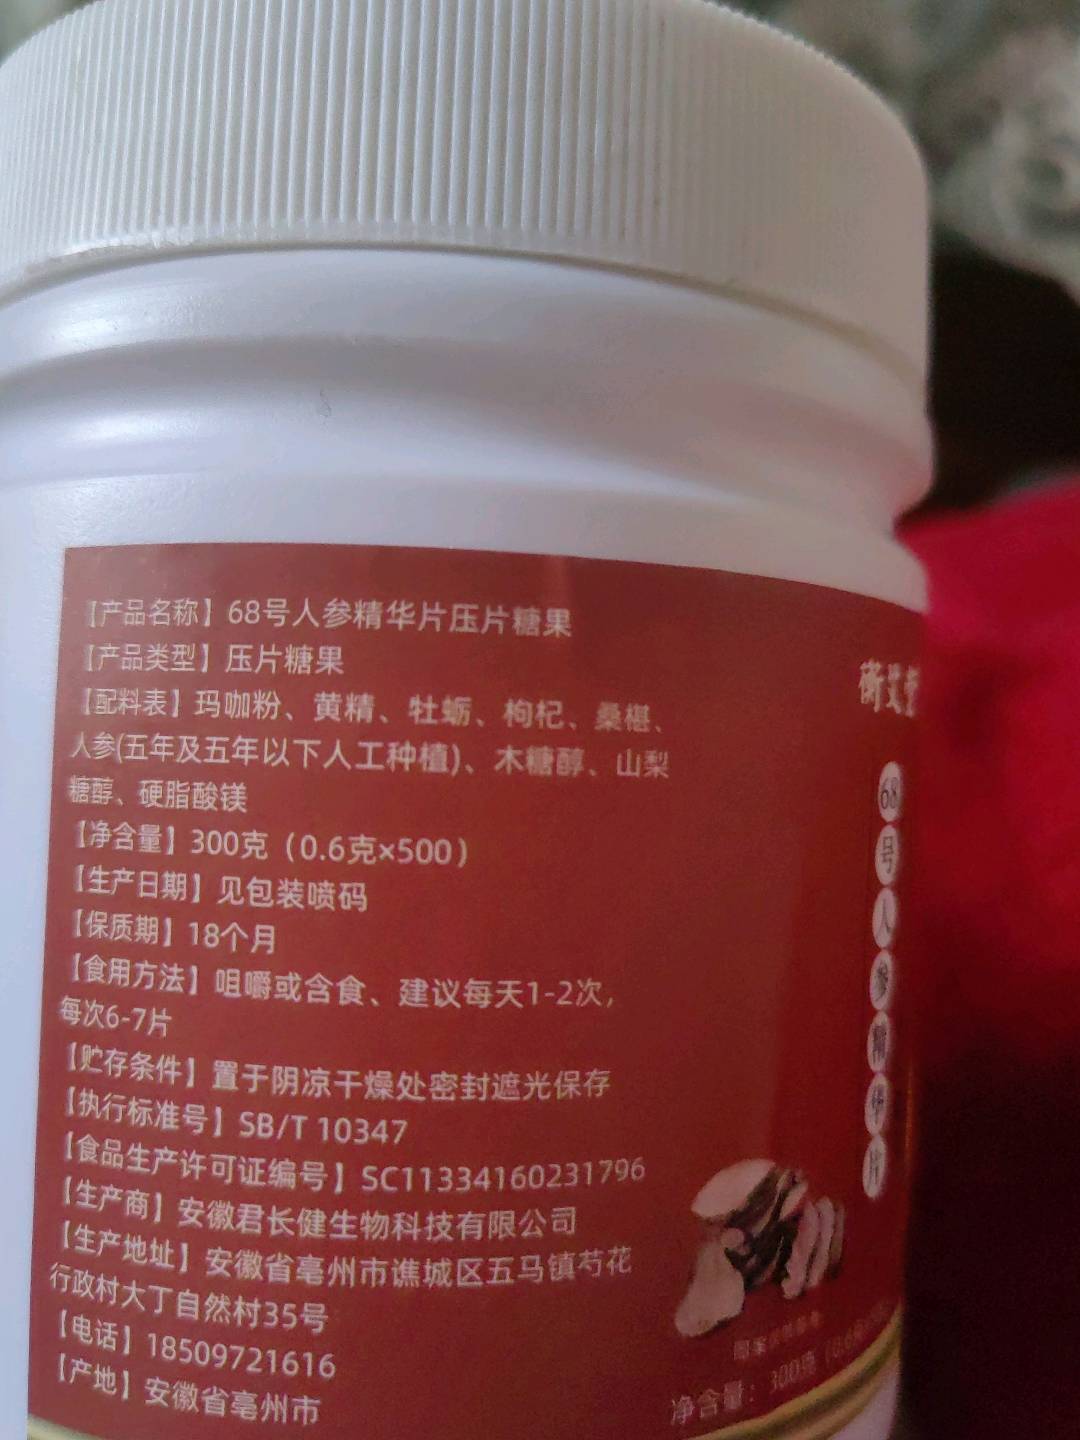 【产品名称】68号人参精华片压片糖果
【产品类型】压片糖果
【配料表】玛咖粉、黄精、牡蛎、枸杞、桑椹、
人参(五年及五年以下人工种植)、木糖醇、山梨
糖醇、硬脂酸镁
【净含量】300克（0.6克×500）
【生产日期】见包装喷码
【保质期】18个月
【食用方法】咀嚼或含食、建议每天1-2次，
每次6-7片
【贮存条件】置于阴凉干燥处密封遮光保存
【执行标准号】SB/T 10347
【食品生产许可证编号】SC11334160231796
【生产商】安徽君长健生物科技有限公司
【生产地址】安徽省亳州市谯城区五马镇芍花
行政村大丁自然村35号
【电话】18509721616
【产地】安徽省亳州市
68号人参精华片
图案仅供参考
净含量：300克（0.6克